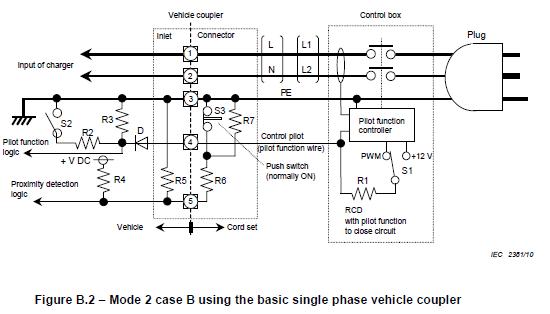 Vehicle coupler
Control box
Inlet
Connector
Plug
L
L1
1
Input of charger
N
L2
2
PE
3
S2
R3
S3
R7
Pilot function
controller
R2
D
Control pilot
(pilot function wire)
4
Pilot function
logic
PWM
+12 V
+ V DC
Push switch
(normally ON)
S1
R4
R5
R6
R1
Proximity detection
logic
5
RCD
with pilot function
to close circuit
Vehicle
Cord set
IEC 2381/10
Figure B.2 – Mode 2 case B using the basic single phase vehicle coupler